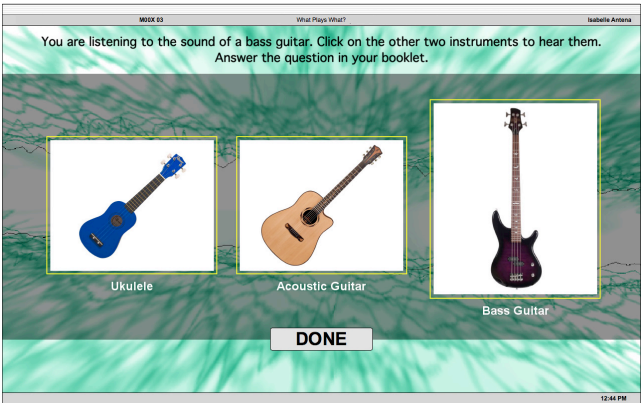 M00X 03 What Plays What? Isabelle Antena
You are listening to the sound of a bass guitar. Click on the other two instruments to hear them.
Answer the question in your booklet.
Ukulele
Acoustic Guitar
Bass Guitar
DONE
12:44 PM